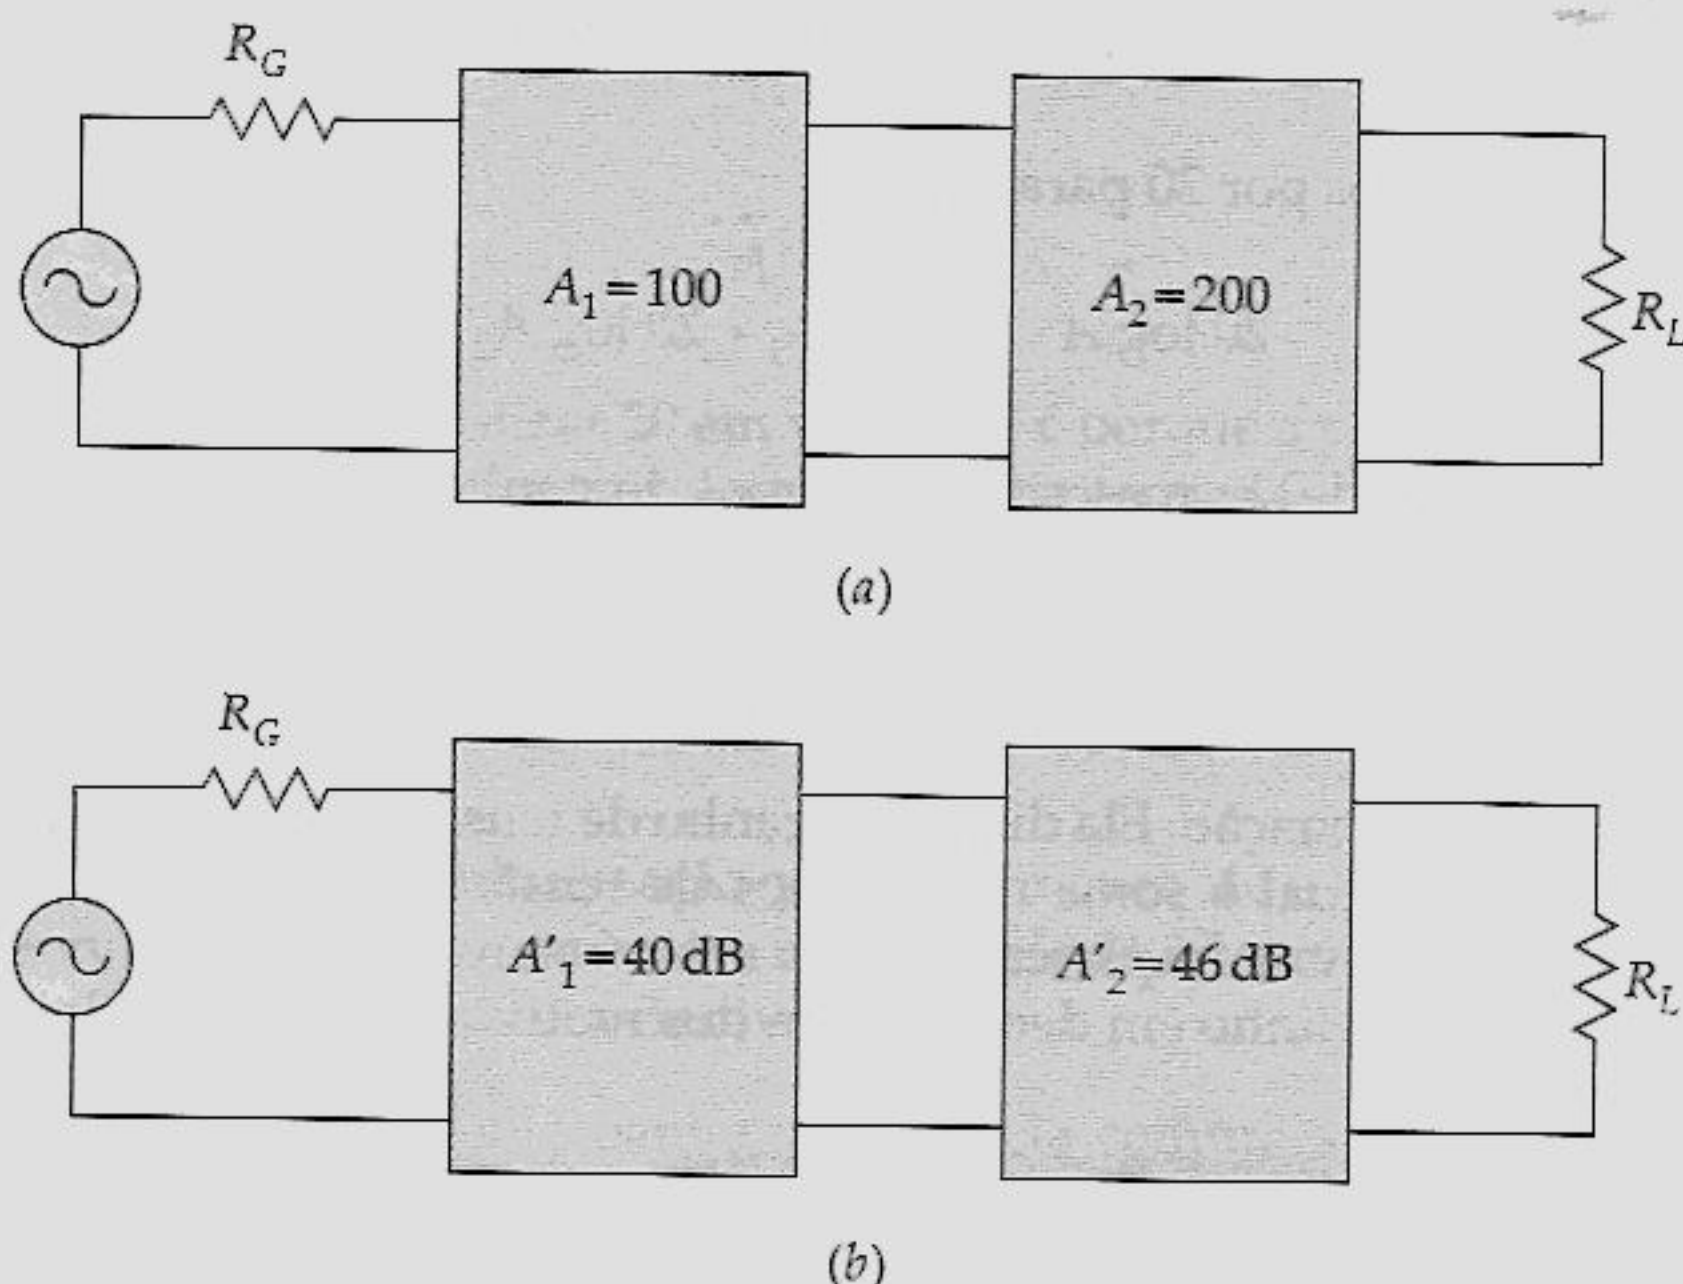 R_G
A_1 = 100
A_2 = 200
R_L
(a)
R_G
A'_1 = 40 dB
A'_2 = 46 dB
R_L
(b)